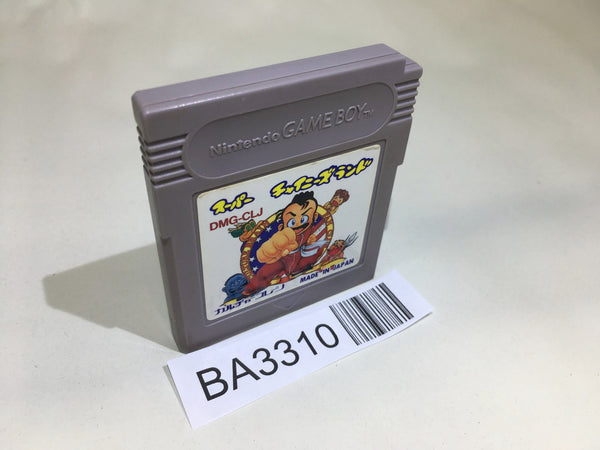 Nintendo GAME BOY TM
スーパー チャイニーズランド
DMG-CLJ
MADE IN JAPAN
カルチャーブレーン
BA3310